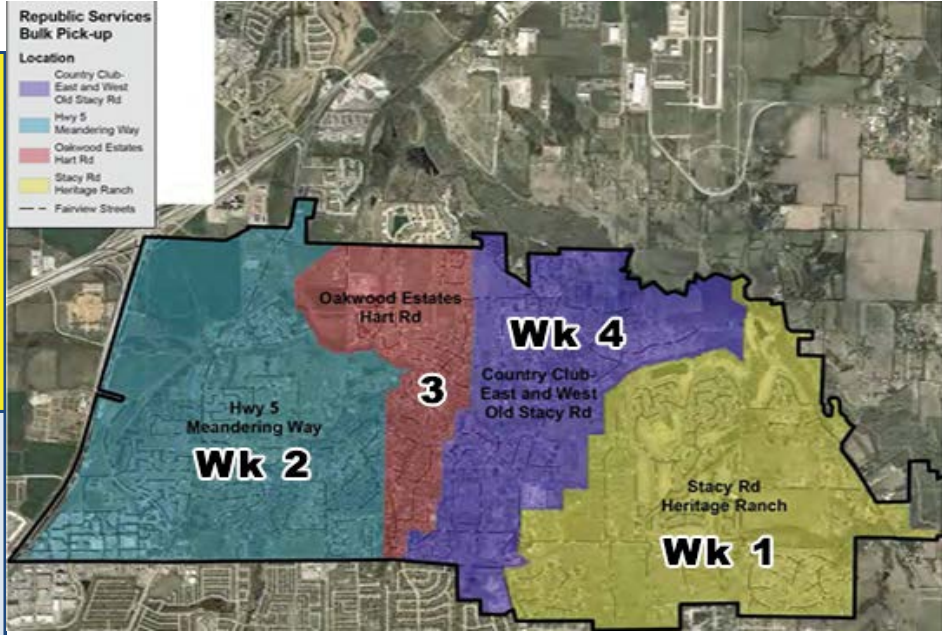 Republic Services
Bulk Pick-up
Location
Country Club-
East and West
Old Stacy Rd
Hwy 5
Meandering Way
Oakwood Estates
Hart Rd
Stacy Rd
Heritage Ranch
Fairview Streets
Oakwood Estates
Hart Rd
Wk 4
3
Country Club-
East and West
Old Stacy Rd
Hwy 5
Meandering Way
Wk 2
Stacy Rd
Heritage Ranch
Wk 1